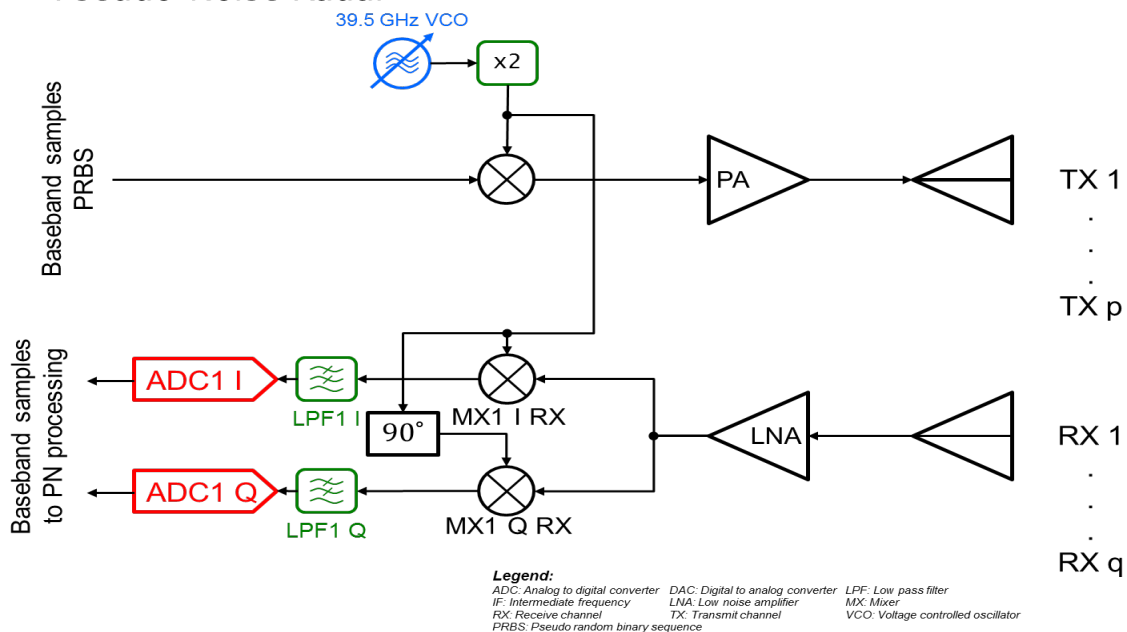 39.5 GHz VCO
x2
Baseband samples
PRBS
PA
TX 1
.
.
.
TX p
Baseband samples
to PN processing
ADC1 I
LPF1 I
MX1 I RX
90°
LNA
RX 1
.
.
.
RX q
ADC1 Q
LPF1 Q
MX1 Q RX
Legend:
ADC: Analog to digital converter DAC: Digital to analog converter LPF: Low pass filter
IF: Intermediate frequency LNA: Low noise amplifier MX: Mixer
RX: Receive channel TX: Transmit channel VCO: Voltage controlled oscillator
PRBS: Pseudo random binary sequence